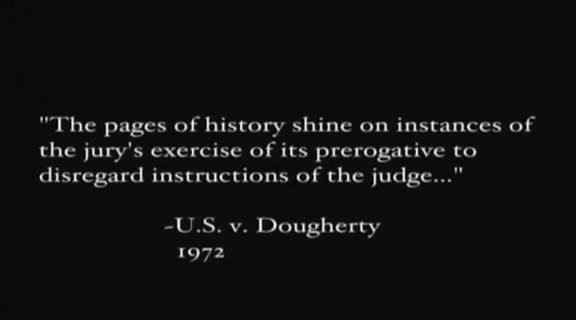 "The pages of history shine on instances of
the jury's exercise of its prerogative to
disregard instructions of the judge..."
-U.S. v. Dougherty
1972